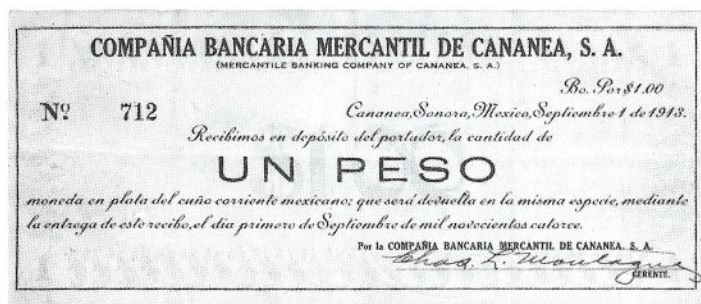 COMPAÑIA BANCARIA MERCANTIL DE CANANEA, S. A.
(MERCANTILE BANKING COMPANY OF CANANEA. S. A.)
Bo. Por $1.00
Nº 712 Cananea, Sonora, Mexico, Septiembre 1 de 1913.
Recibimos en depósito del portador, la cantidad de
UN PESO
moneda en plata del cuño corriente mexicano; que será devuelta en la misma especie, mediante
la entrega de este recibo, el dia primero de Septiembre de mil novecientos catorce.
Por la COMPAÑIA BANCARIA MERCANTIL DE CANANEA. S. A.
Chas. L. Montague
GERENTE.